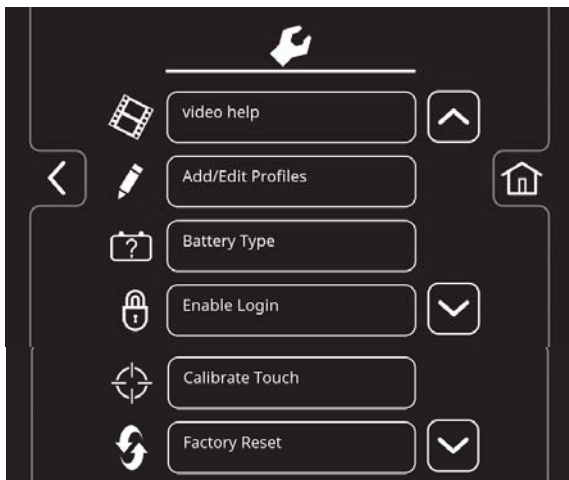 video help
Add/Edit Profiles
?
Battery Type
Enable Login
Calibrate Touch
Factory Reset